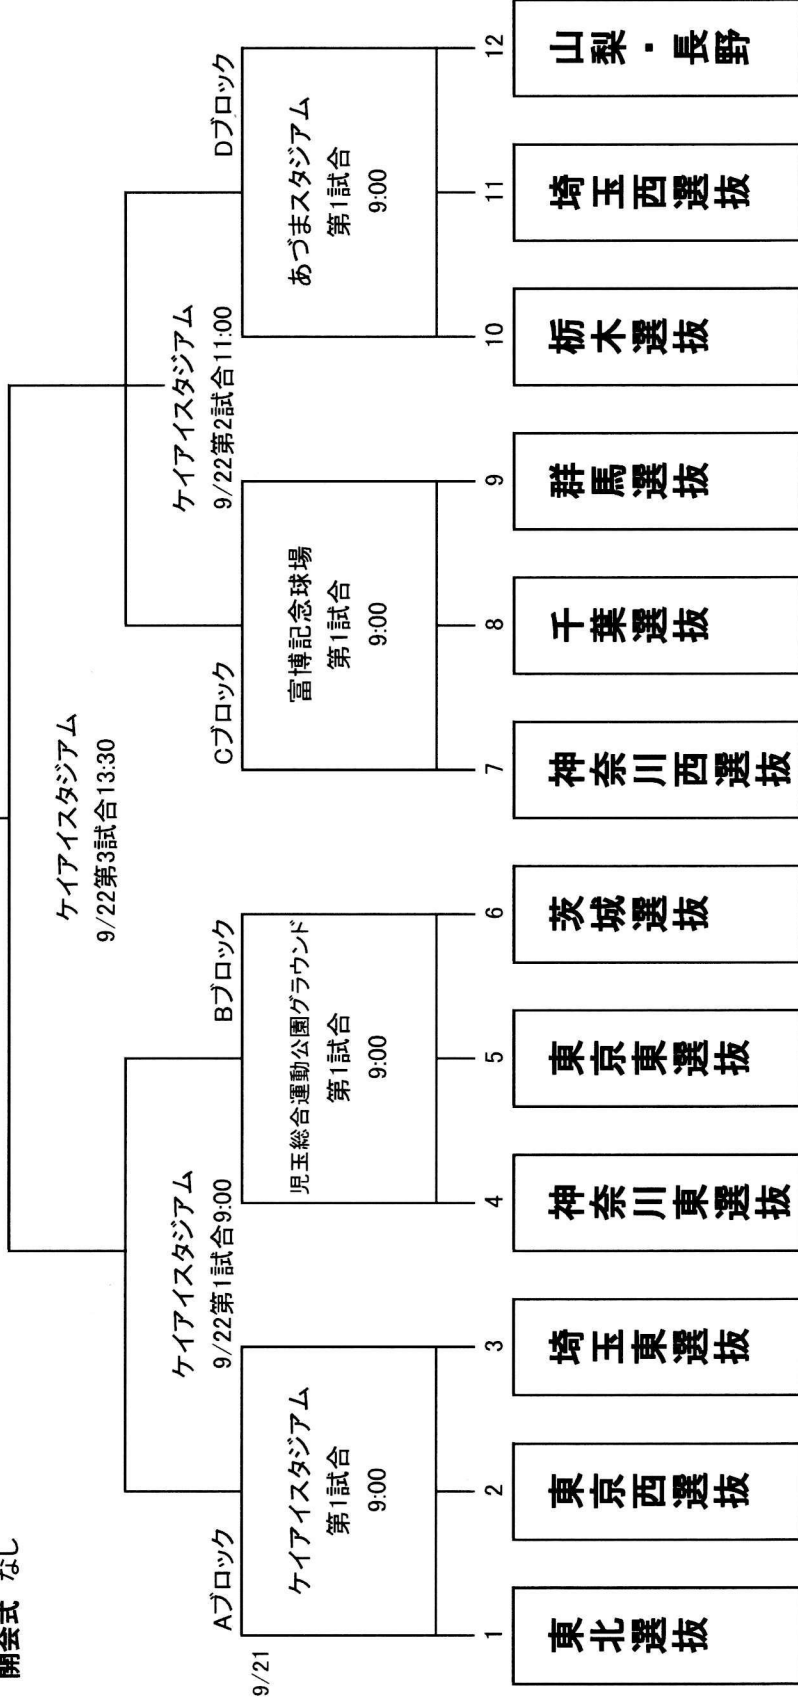 開会式 なし
ケイアイスタジアム
9/22第3試合13:30
ケイアイスタジアム
9/22第1試合9:00
ケイアイスタジアム
9/22第2試合11:00
9/21
Aブロック
ケイアイスタジアム
第1試合
9:00
Bブロック
児玉総合運動公園グラウンド
第1試合
9:00
Cブロック
富博記念球場
第1試合
9:00
Dブロック
あづまスタジアム
第1試合
9:00
1 2 3 4 5 6 7 8 9 10 11 12
東北選抜
東京西選抜
埼玉東選抜
神奈川東選抜
東京東選抜
茨城選抜
神奈川西選抜
千葉選抜
群馬選抜
栃木選抜
埼玉西選抜
山梨・長野